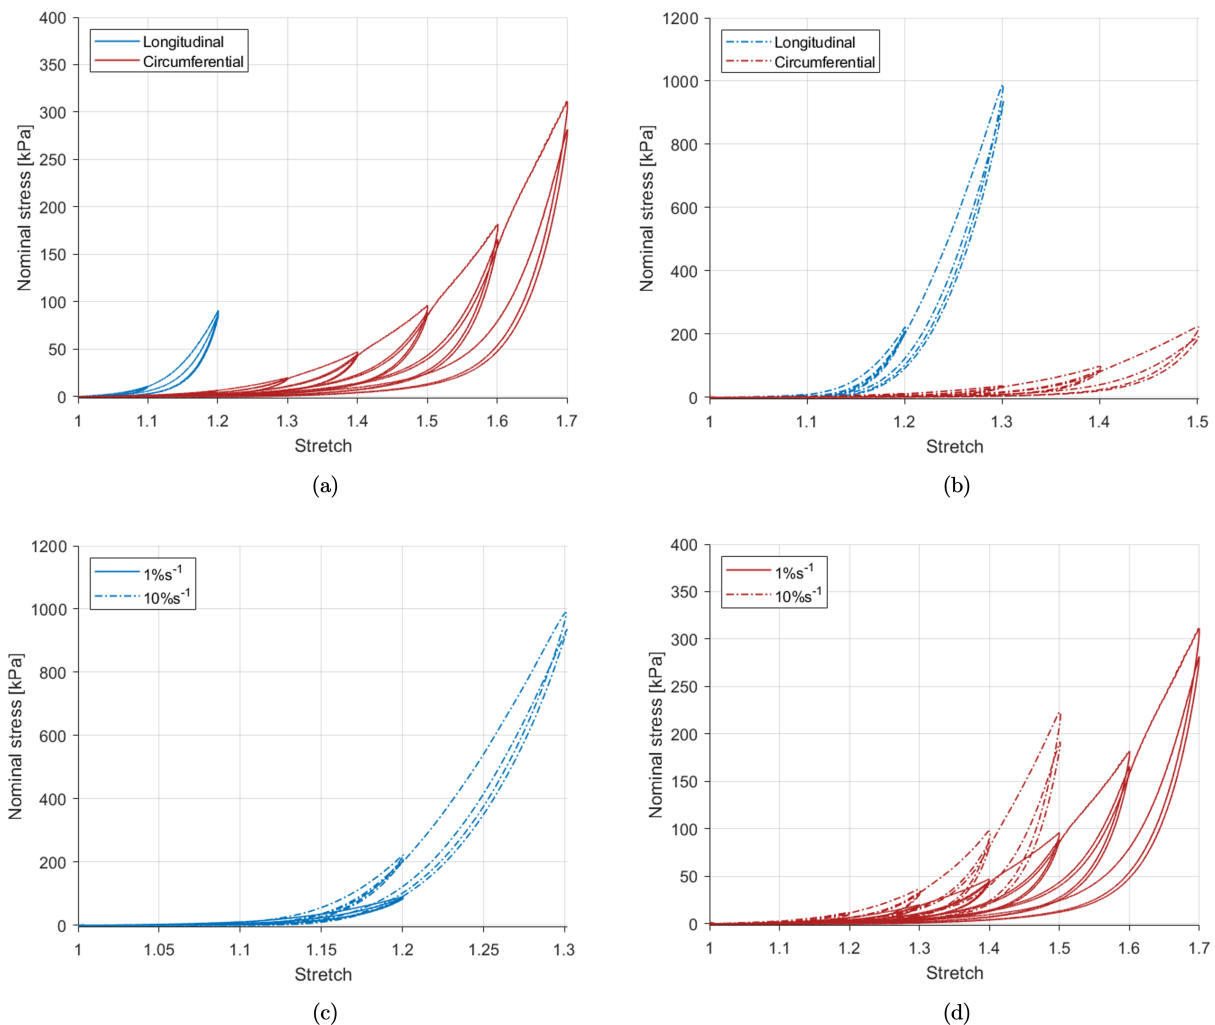 400
350
300
250
200
150
100
50
0
Nominal stress [kPa]
Longitudinal
Circumferential
1 1.1 1.2 1.3 1.4 1.5 1.6 1.7
Stretch
(a)
1200
1000
800
600
400
200
0
Nominal stress [kPa]
Longitudinal
Circumferential
1 1.1 1.2 1.3 1.4 1.5
Stretch
(b)
1200
1000
800
600
400
200
0
Nominal stress [kPa]
1%s⁻¹
10%s⁻¹
1 1.05 1.1 1.15 1.2 1.25 1.3
Stretch
(c)
400
350
300
250
200
150
100
50
0
Nominal stress [kPa]
1%s⁻¹
10%s⁻¹
1 1.1 1.2 1.3 1.4 1.5 1.6 1.7
Stretch
(d)